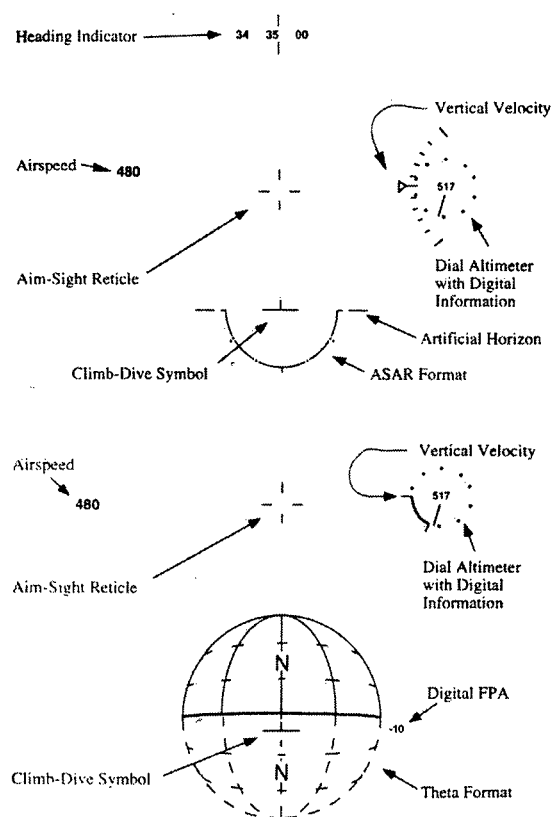 Heading Indicator
34 35 00
Vertical Velocity
Airspeed
480
517
Aim-Sight Reticle
Dial Altimeter
with Digital
Information
Artificial Horizon
Climb-Dive Symbol
ASAR Format
Vertical Velocity
Airspeed
480
517
Aim-Sight Reticle
Dial Altimeter
with Digital
Information
N
Digital FPA
-10
N
Climb-Dive Symbol
Theta Format